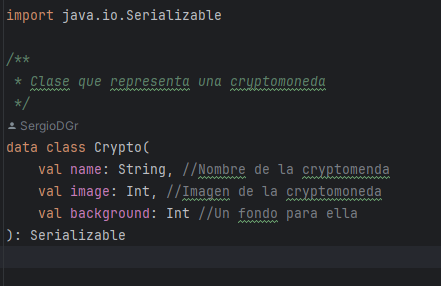 import java.io.Serializable
/**
* Clase que representa una cryptomoneda
*/
SergioDGr
data class Crypto(
val name: String, //Nombre de la cryptomenda
val image: Int, //Imagen de la cryptomoneda
val background: Int //Un fondo para ella
): Serializable